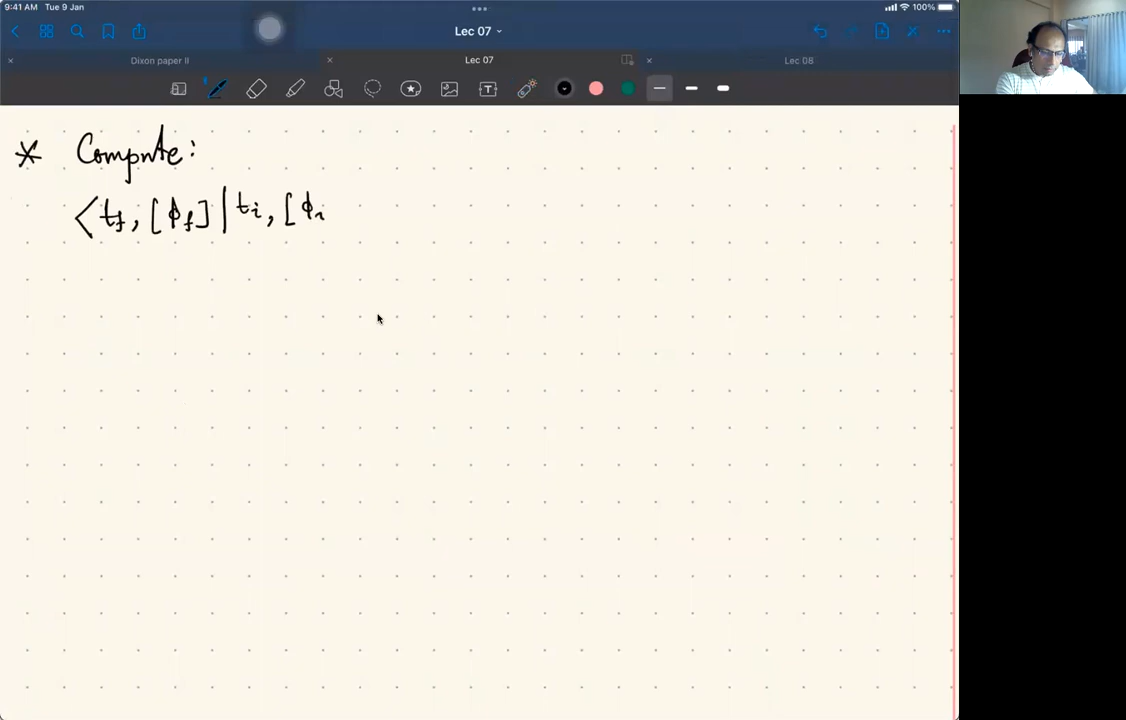 9:41 AM Tue 9 Jan
100%
Lec 07
Dixon paper II
Lec 07
Lec 08
* Compute:
⟨t_f, [ϕ_f] | t_i, [ϕ_i